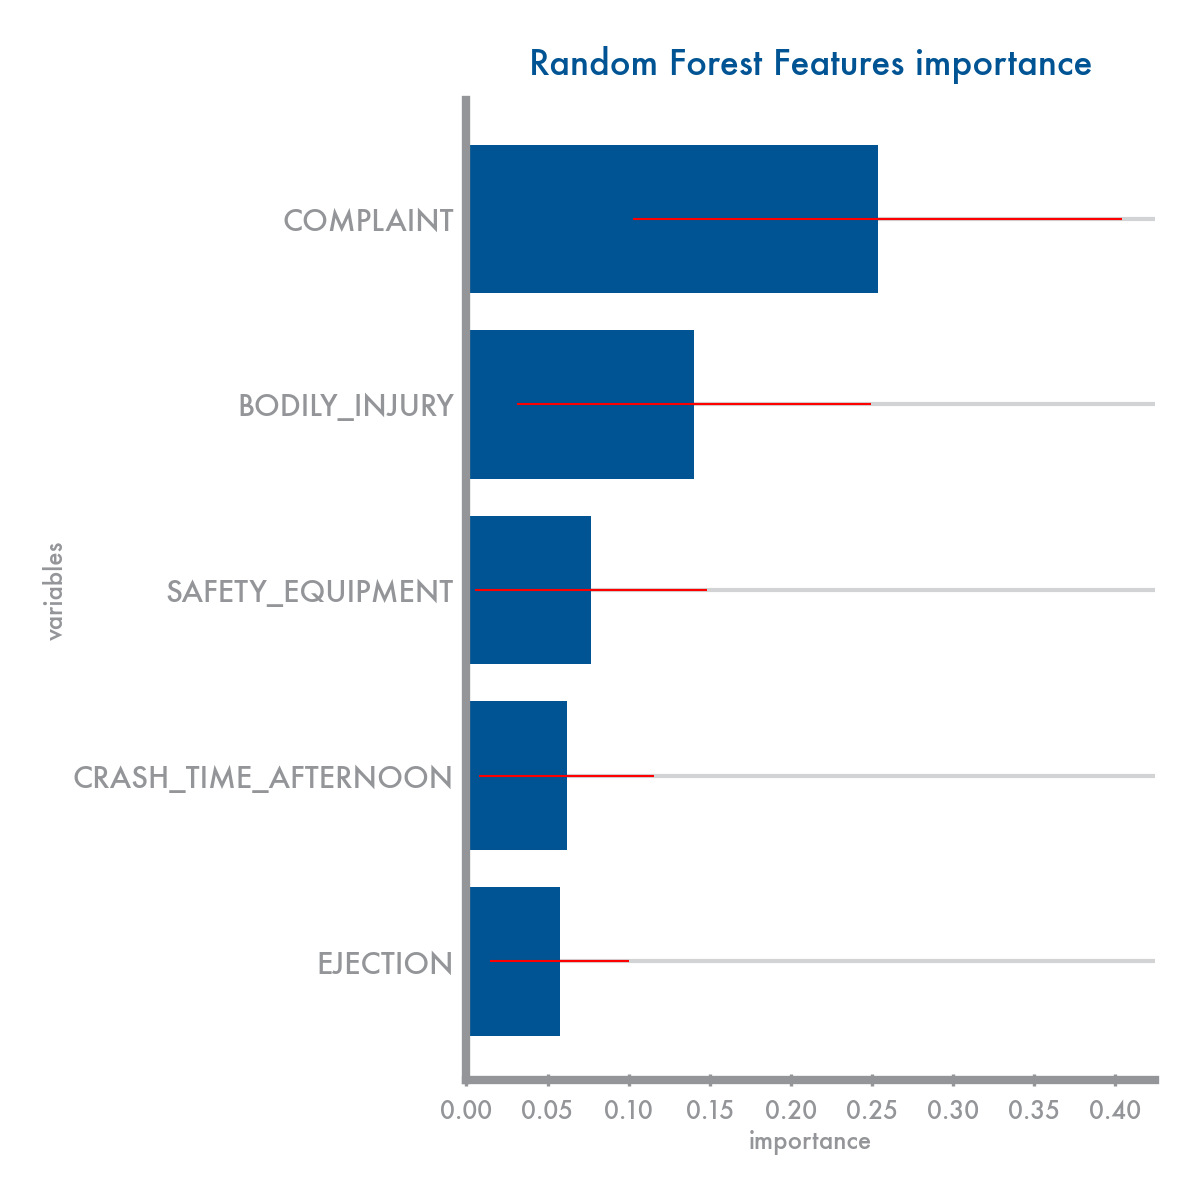 Random Forest Features importance
COMPLAINT
BODILY_INJURY
SAFETY_EQUIPMENT
CRASH_TIME_AFTERNOON
EJECTION
variables
0.00 0.05 0.10 0.15 0.20 0.25 0.30 0.35 0.40
importance